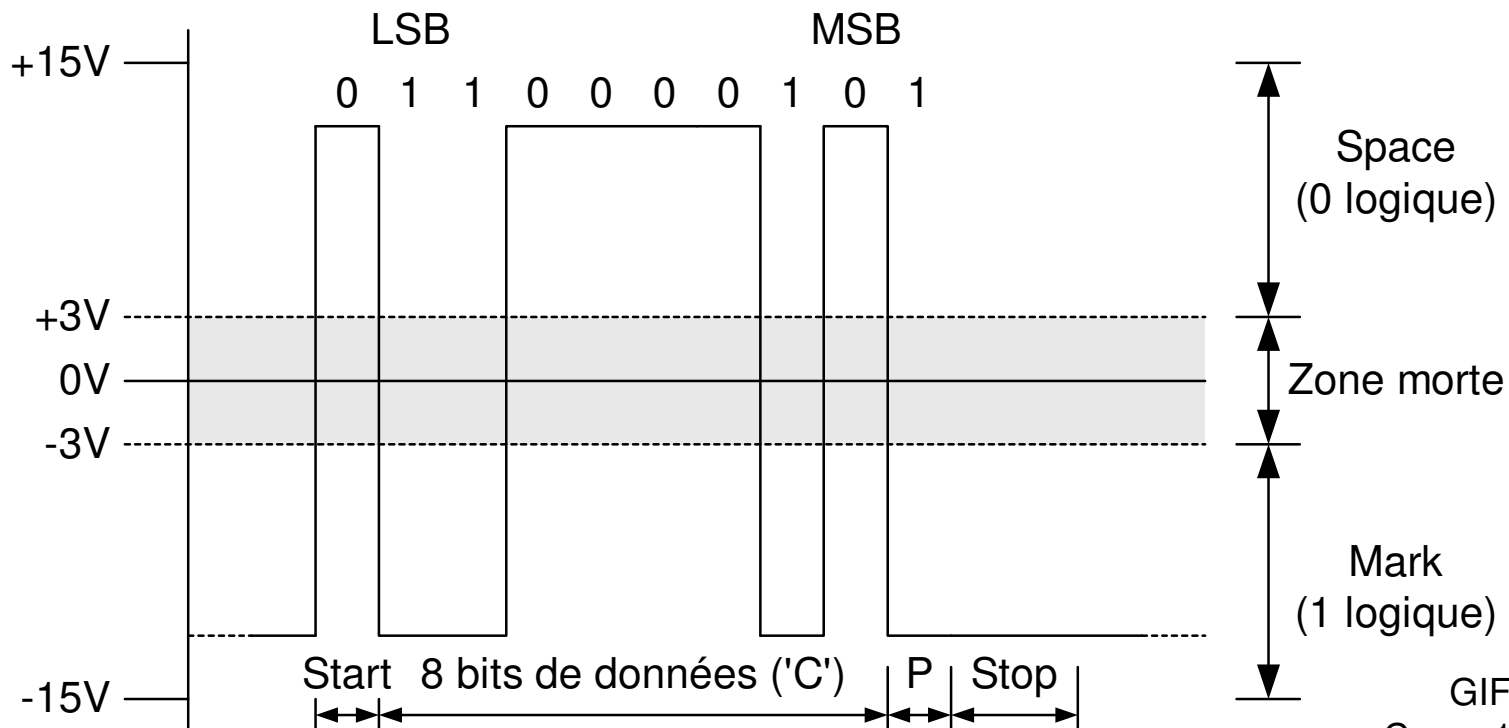 LSB MSB
+15V
0 1 1 0 0 0 0 1 0 1
Space
(0 logique)
+3V
0V
Zone morte
-3V
Mark
(1 logique)
Start 8 bits de données ('C') P Stop
-15V
GIF